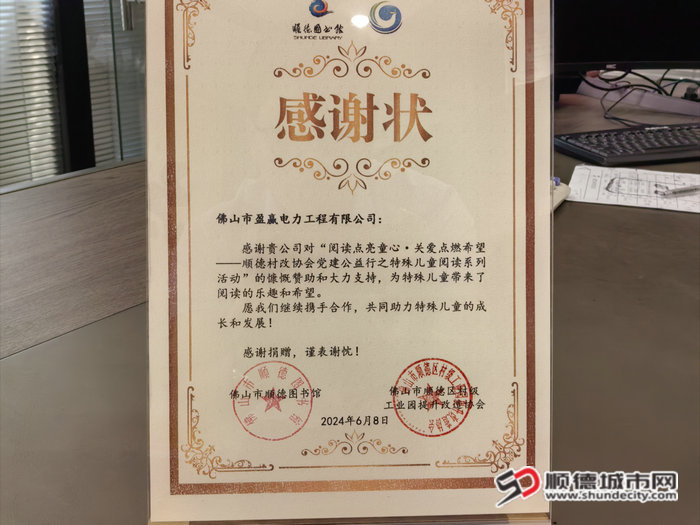 顺德图书馆
SHUNDE LIBRARY
感谢状
佛山市盈赢电力工程有限公司：
感谢贵公司对“阅读点亮童心·关爱点燃希望
——顺德村改协会党建公益行之特殊儿童阅读系列
活动”的慷慨赞助和大力支持，为特殊儿童带来了
阅读的乐趣和希望。
愿我们继续携手合作，共同助力特殊儿童的成
长和发展！
感谢捐赠，谨表谢忱！
佛山市顺德图书馆
佛山市顺德区村级
工业园提升改造协会
2024年6月8日
顺德城市网
www.shundecity.com